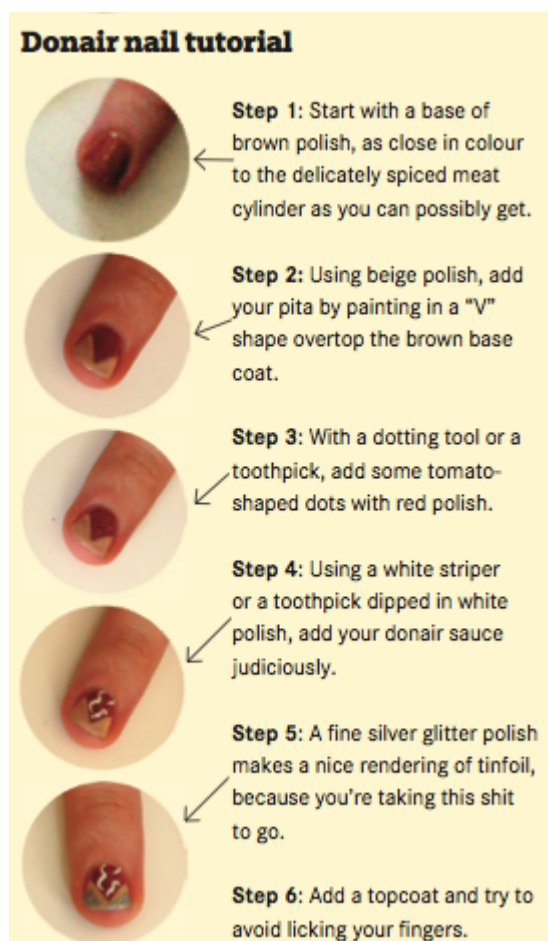 Donair nail tutorial
Step 1: Start with a base of
brown polish, as close in colour
to the delicately spiced meat
cylinder as you can possibly get.
Step 2: Using beige polish, add
your pita by painting in a “V”
shape overtop the brown base
coat.
Step 3: With a dotting tool or a
toothpick, add some tomato-
shaped dots with red polish.
Step 4: Using a white striper
or a toothpick dipped in white
polish, add your donair sauce
judiciously.
Step 5: A fine silver glitter polish
makes a nice rendering of tinfoil,
because you’re taking this shit
to go.
Step 6: Add a topcoat and try to
avoid licking your fingers.